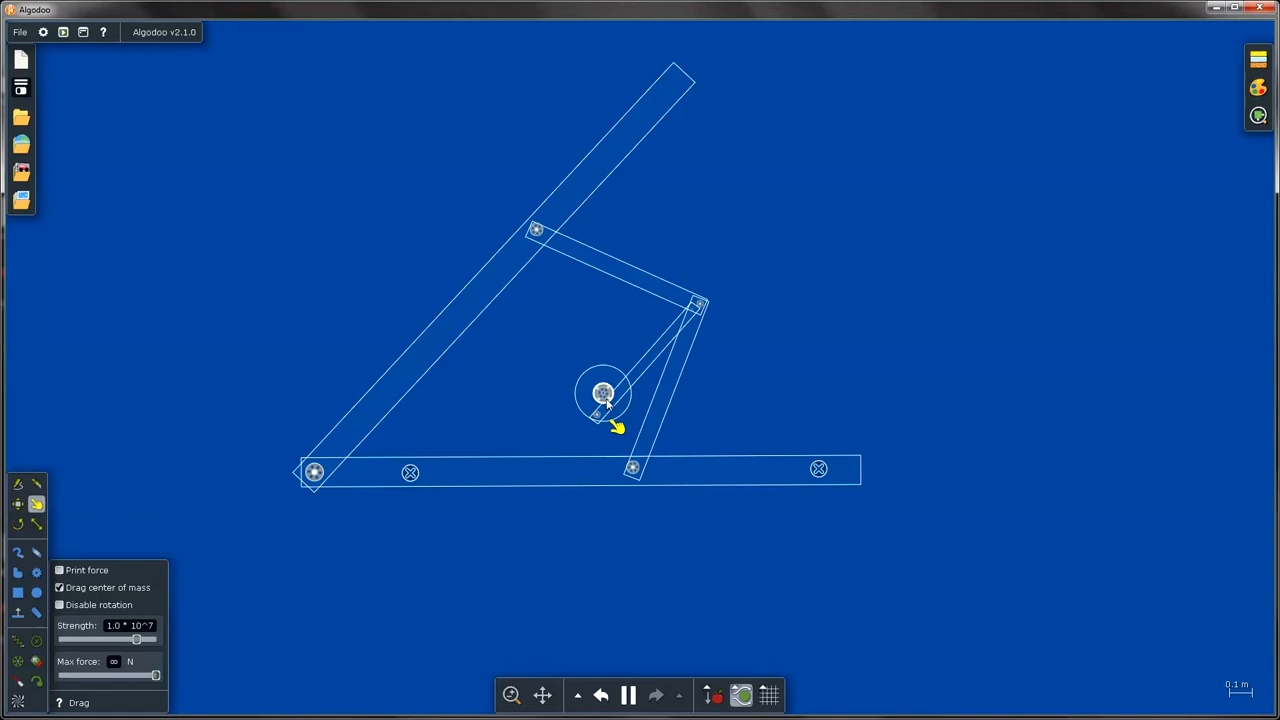 Algodoo
File ? Algodoo v2.1.0
Print force
Drag center of mass
Disable rotation
Strength: 1.0 * 10^7
Max force: ∞ N
? Drag
0.1 m